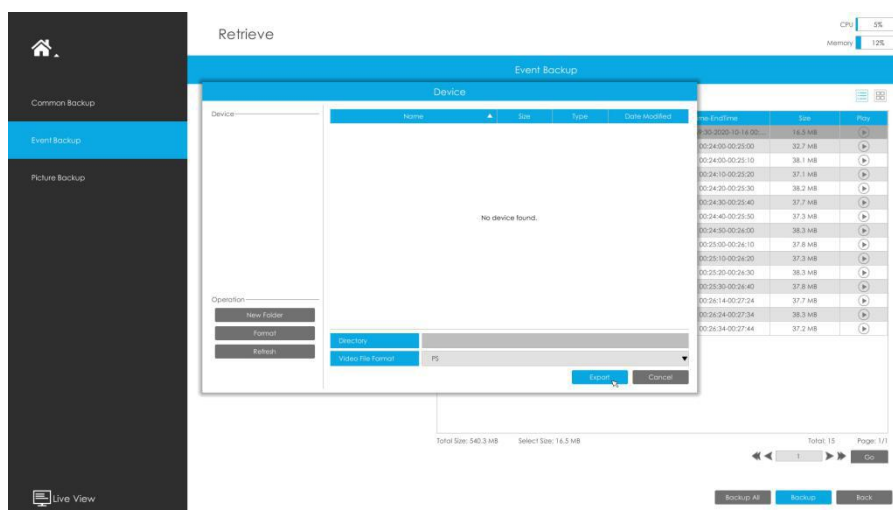 Retrieve
CPU 5%
Memory 12%
Event Backup
Common Backup
Event Backup
Picture Backup
Device
Device
Name Size Type Date Modified
No device found.
Operation
New Folder
Format
Refresh
Directory
Video File Format PS
Export Cancel
me-EndTime Size Play
16.5 MB
00:24:00-00:25:00 32.7 MB
00:24:00-00:25:10 38.1 MB
00:24:10-00:25:20 37.1 MB
00:24:20-00:25:30 38.2 MB
00:24:30-00:25:40 37.7 MB
00:24:40-00:25:50 37.3 MB
00:24:50-00:26:00 38.3 MB
00:25:00-00:26:10 37.8 MB
00:25:10-00:26:20 37.3 MB
00:25:20-00:26:30 38.3 MB
00:25:30-00:26:40 37.8 MB
00:26:14-00:27:24 37.7 MB
00:26:24-00:27:34 38.3 MB
00:26:34-00:27:44 37.2 MB
Total Size: 540.3 MB Select Size: 16.5 MB Total: 15 Page: 1/1
1 Go
Live View
Backup All Backup Back